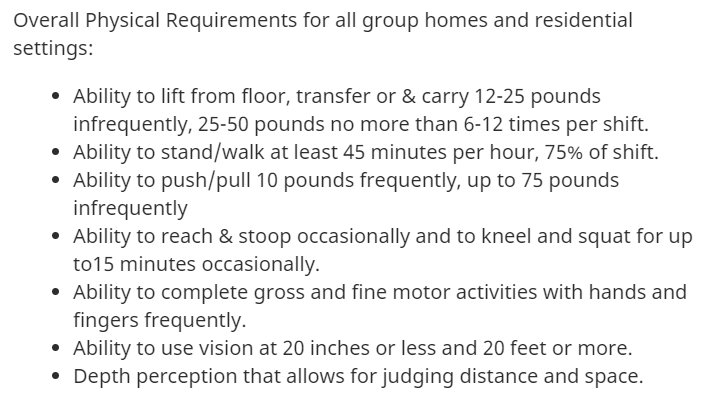 Overall Physical Requirements for all group homes and residential
settings:
• Ability to lift from floor, transfer or & carry 12-25 pounds
infrequently, 25-50 pounds no more than 6-12 times per shift.
• Ability to stand/walk at least 45 minutes per hour, 75% of shift.
• Ability to push/pull 10 pounds frequently, up to 75 pounds
infrequently
• Ability to reach & stoop occasionally and to kneel and squat for up
to15 minutes occasionally.
• Ability to complete gross and fine motor activities with hands and
fingers frequently.
• Ability to use vision at 20 inches or less and 20 feet or more.
• Depth perception that allows for judging distance and space.